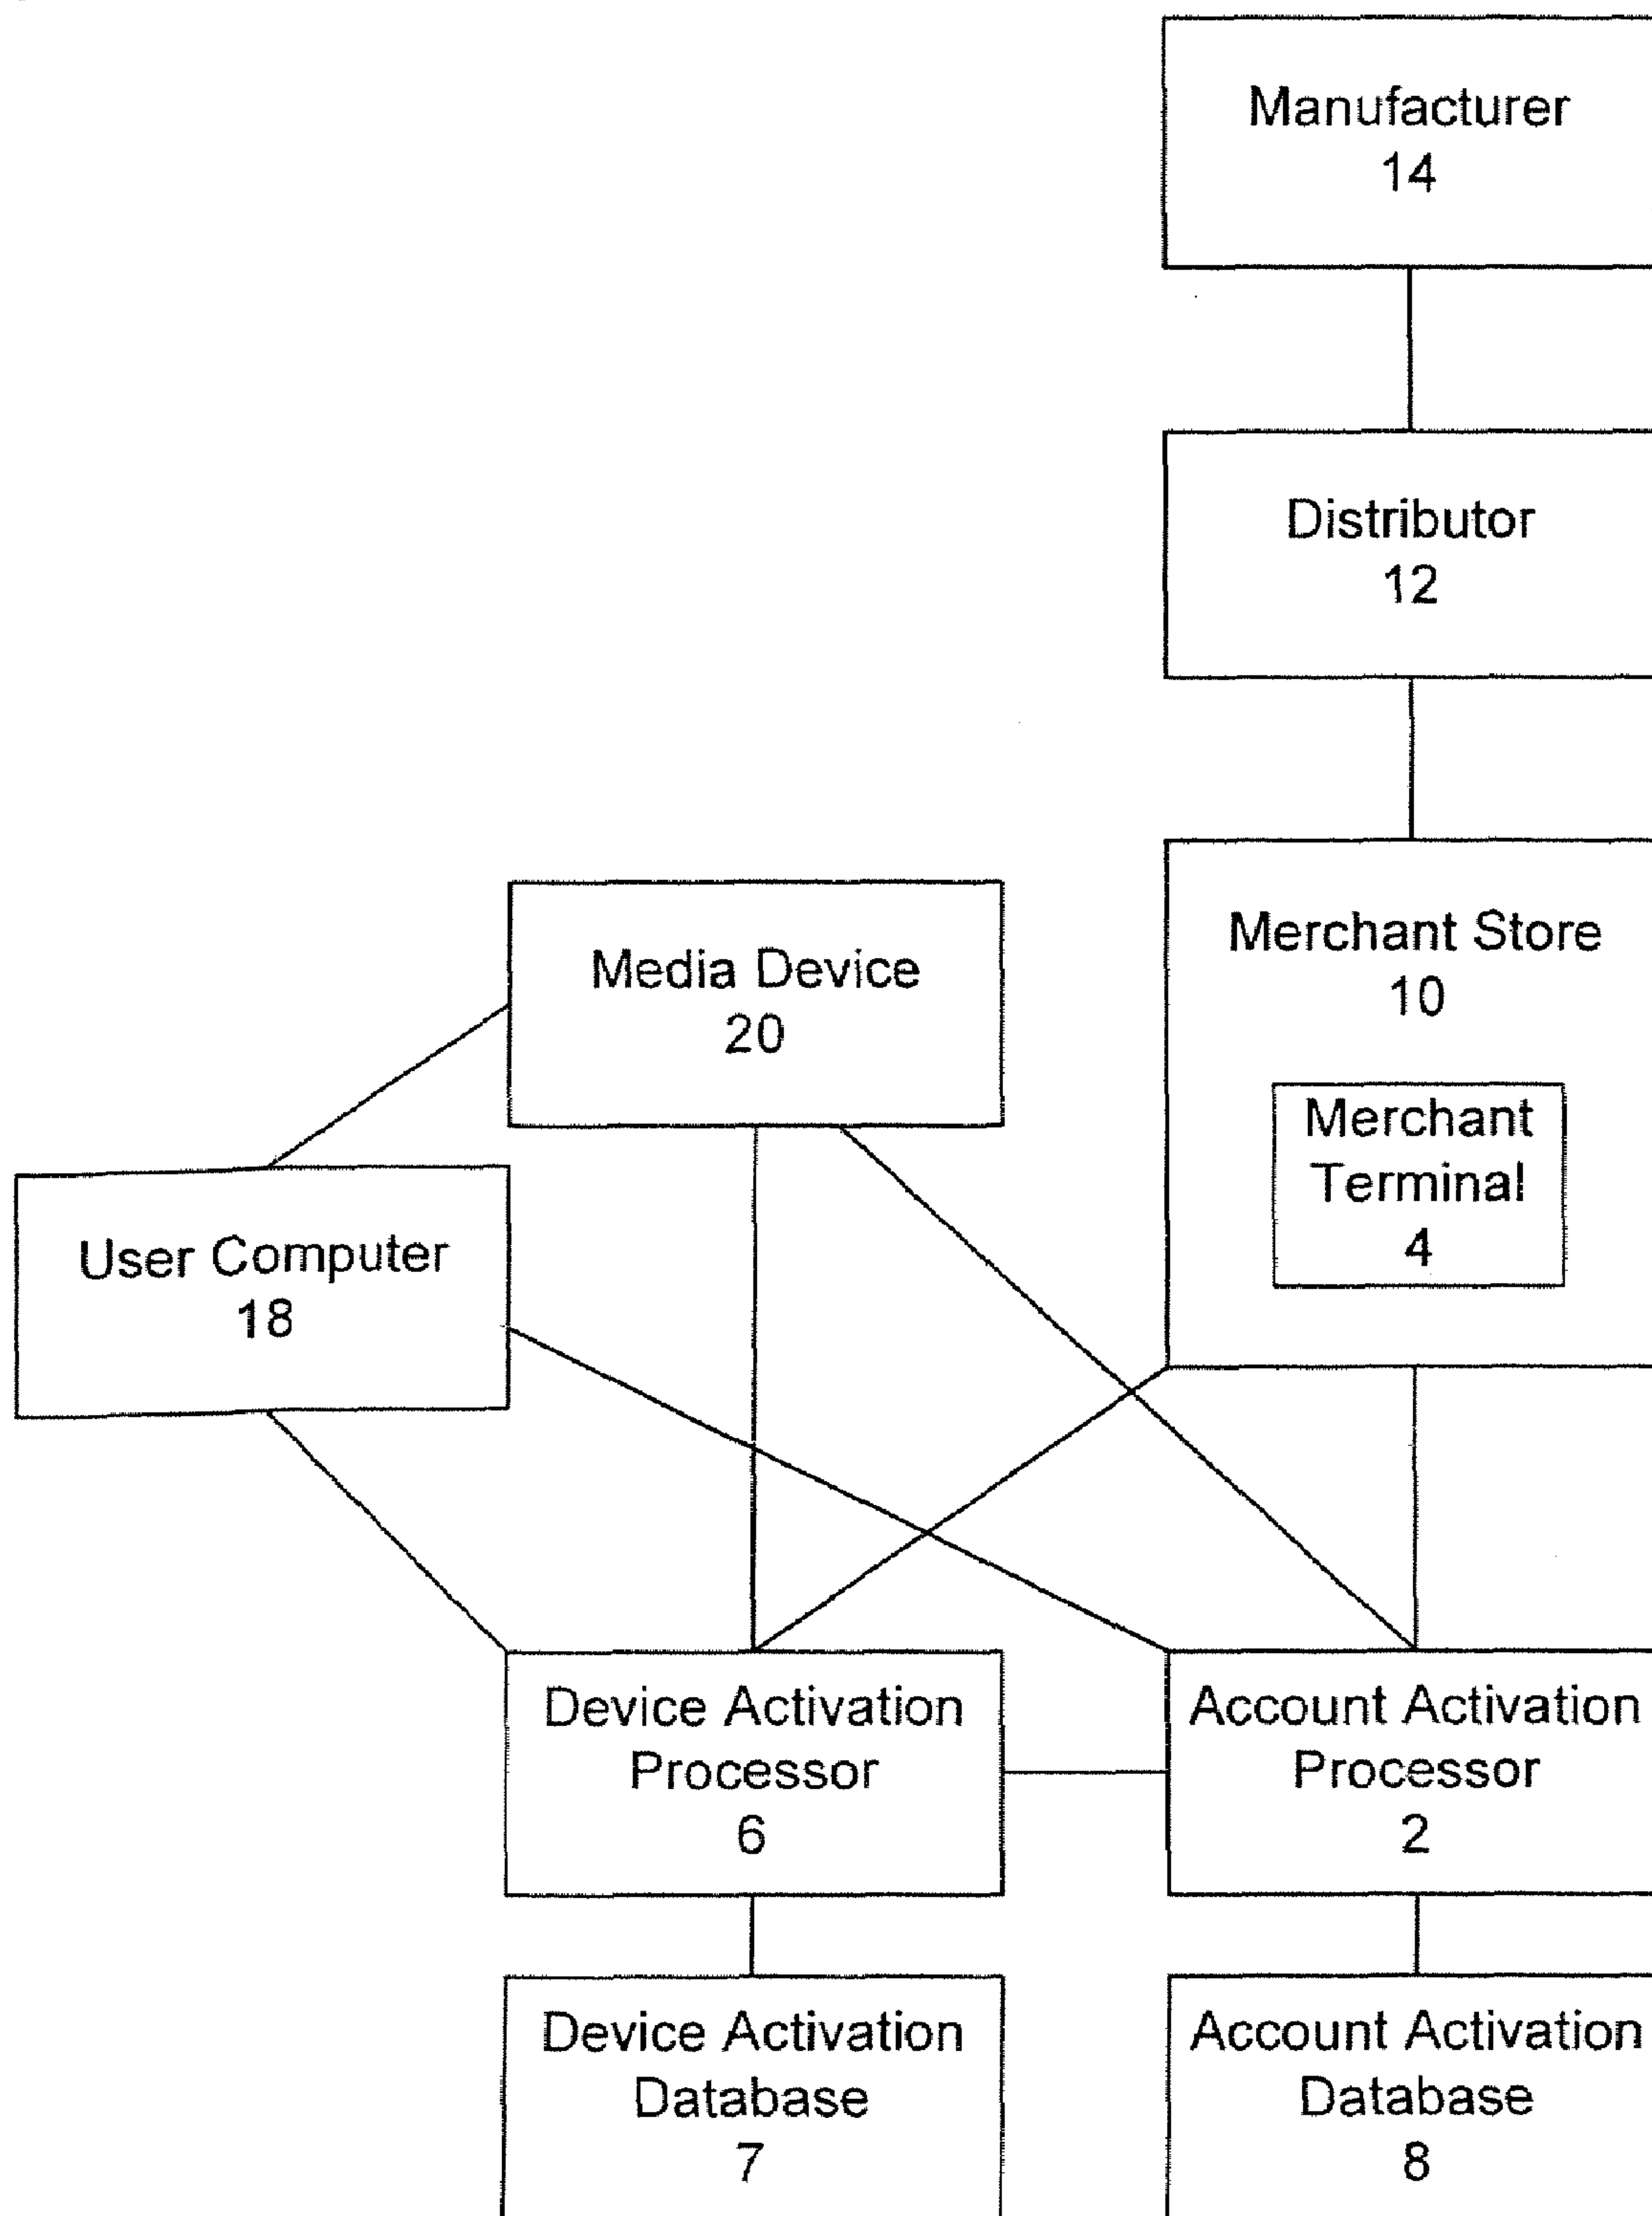 Manufacturer
14
Distributor
12
Merchant Store
10
Merchant
Terminal
4
Media Device
20
User Computer
18
Device Activation
Processor
6
Account Activation
Processor
2
Device Activation
Database
7
Account Activation
Database
8